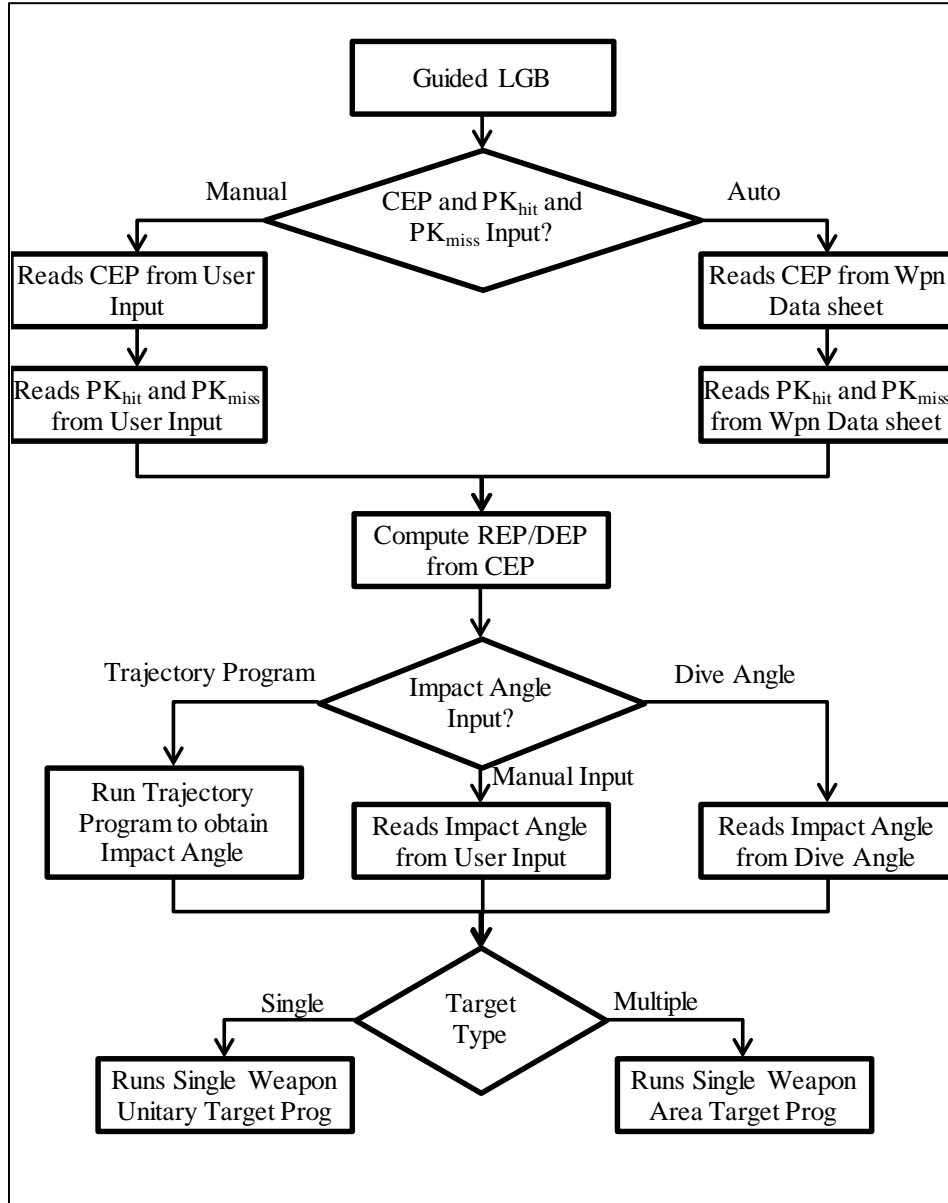 Guided LGB
Manual
CEP and PKhit and
PKmiss Input?
Auto
Reads CEP from User
Input
Reads CEP from Wpn
Data sheet
Reads PKhit and PKmiss
from User Input
Reads PKhit and PKmiss
from Wpn Data sheet
Compute REP/DEP
from CEP
Trajectory Program
Impact Angle
Input?
Dive Angle
Manual Input
Run Trajectory
Program to obtain
Impact Angle
Reads Impact Angle
from User Input
Reads Impact Angle
from Dive Angle
Single
Target
Type
Multiple
Runs Single Weapon
Unitary Target Prog
Runs Single Weapon
Area Target Prog